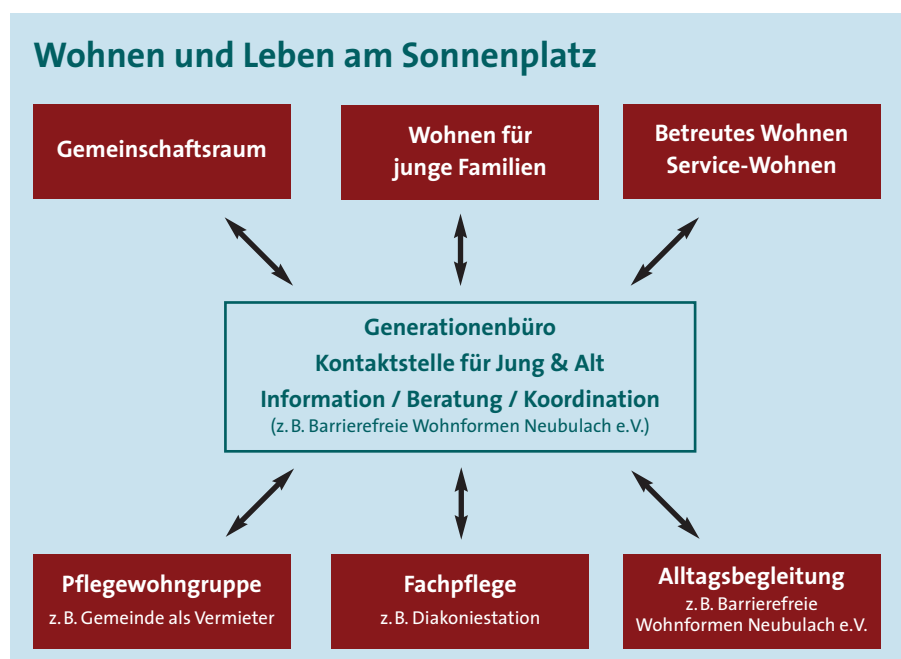 Wohnen und Leben am Sonnenplatz
Gemeinschaftsraum
Wohnen für
junge Familien
Betreutes Wohnen
Service-Wohnen
Generationenbüro
Kontaktstelle für Jung & Alt
Information / Beratung / Koordination
(z. B. Barrierefreie Wohnformen Neubulach e.V.)
Pflegewohngruppe
z. B. Gemeinde als Vermieter
Fachpflege
z. B. Diakoniestation
Alltagsbegleitung
z. B. Barrierefreie
Wohnformen Neubulach e.V.